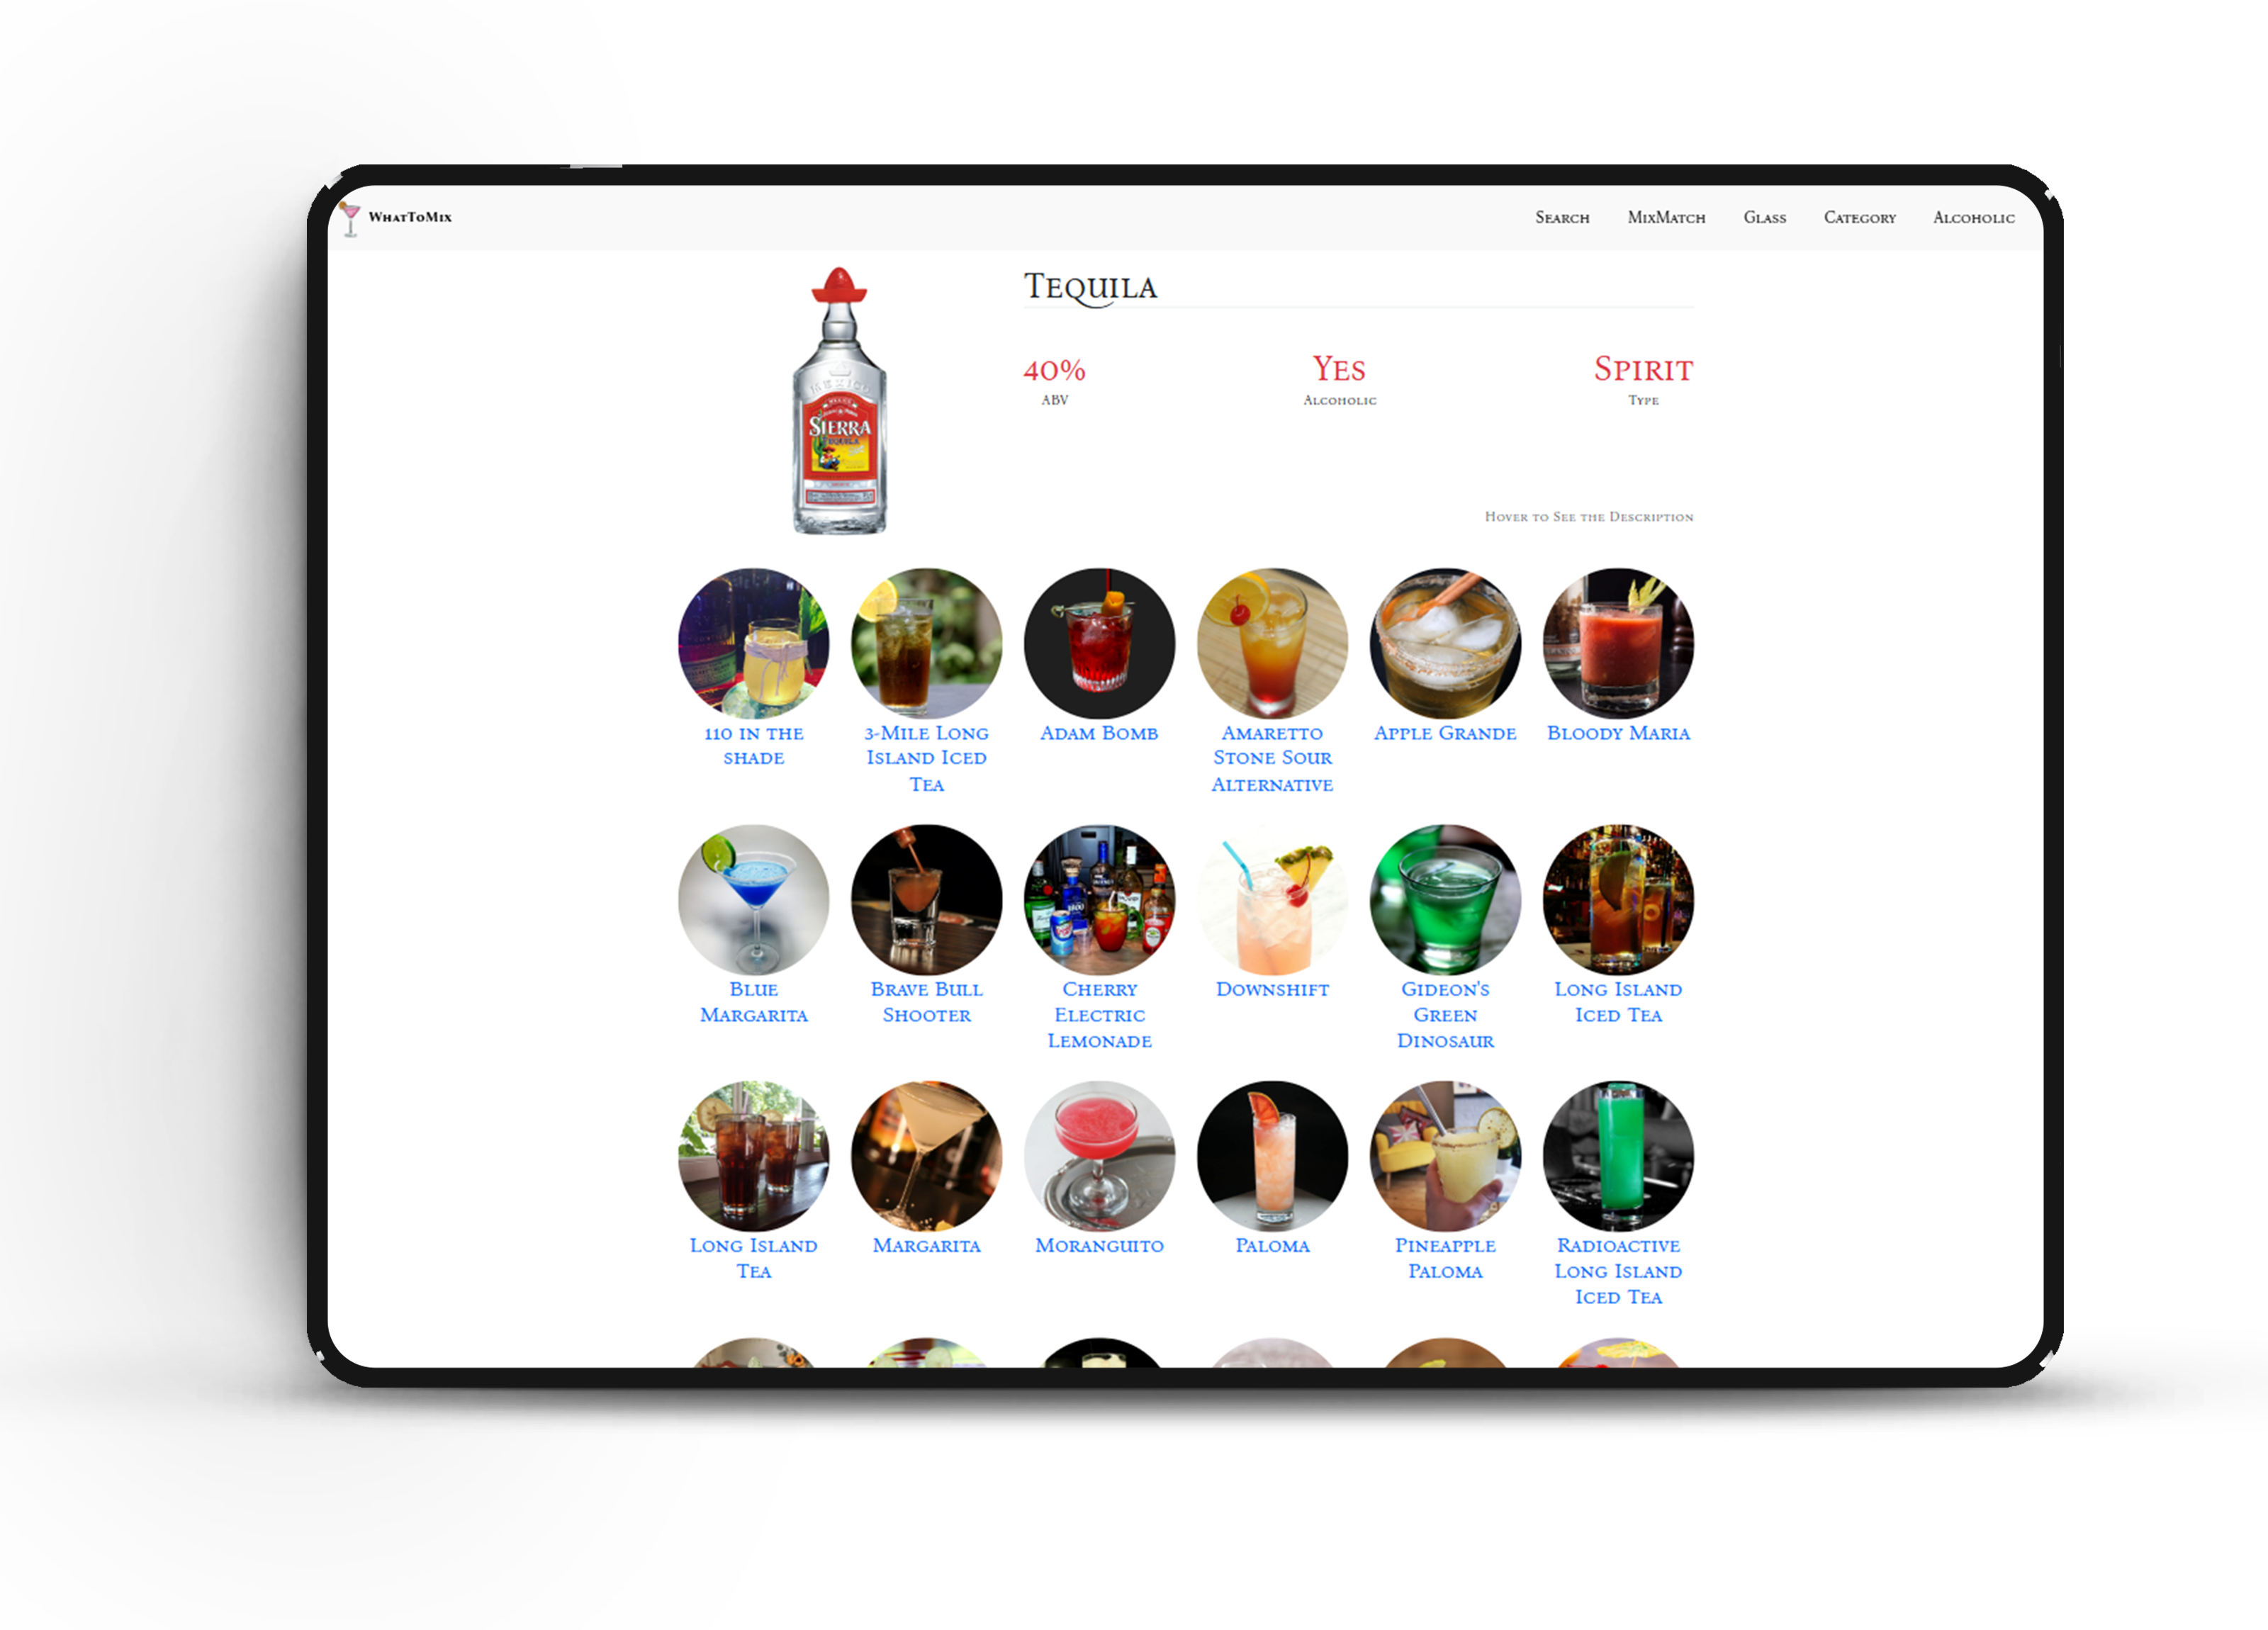 WhatToMix
Search MixMatch Glass Category Alcoholic
Tequila
40% Yes Spirit
ABV Alcoholic Type
MEXICO
SIERRA
TEQUILA
Hover to See the Description
110 in the
shade
3-Mile Long
Island Iced
Tea
Adam Bomb
Amaretto
Stone Sour
Alternative
Apple Grande
Bloody Maria
Blue
Margarita
Brave Bull
Shooter
Cherry
Electric
Lemonade
Downshift
Gideon's
Green
Dinosaur
Long Island
Iced Tea
Long Island
Tea
Margarita
Moranguito
Paloma
Pineapple
Paloma
Radioactive
Long Island
Iced Tea